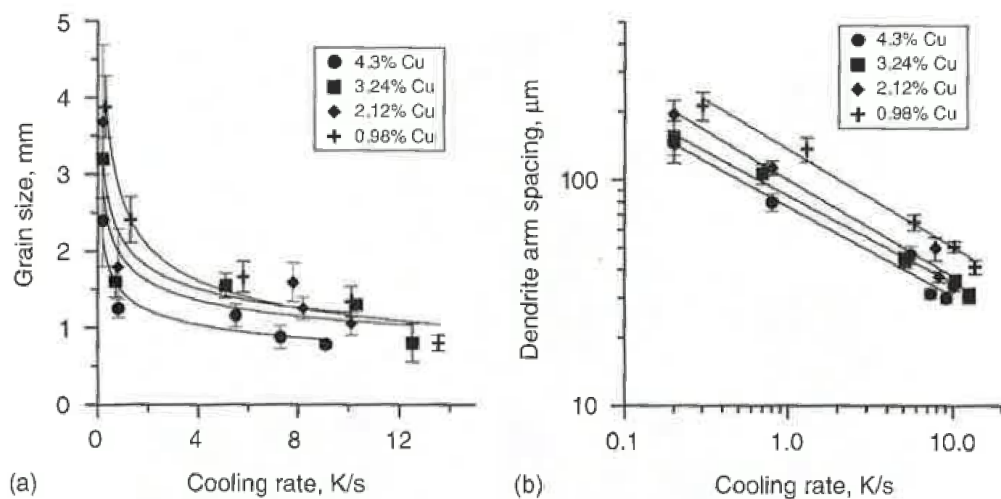 5
4
3
2
1
0
Grain size, mm
4.3% Cu
3.24% Cu
2.12% Cu
0.98% Cu
0
4
8
12
(a)
Cooling rate, K/s
Dendrite arm spacing, μm
100
10
4.3% Cu
3.24% Cu
2.12% Cu
0.98% Cu
0.1
1.0
10.0
(b)
Cooling rate, K/s